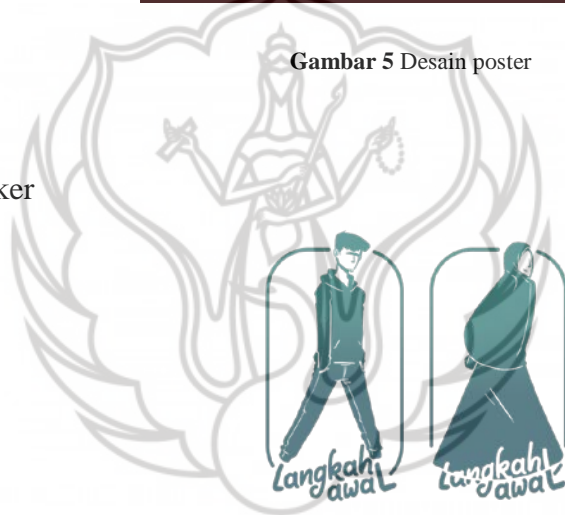 Gambar 5 Desain poster
ker
Langkah
awal
Langkah
awal